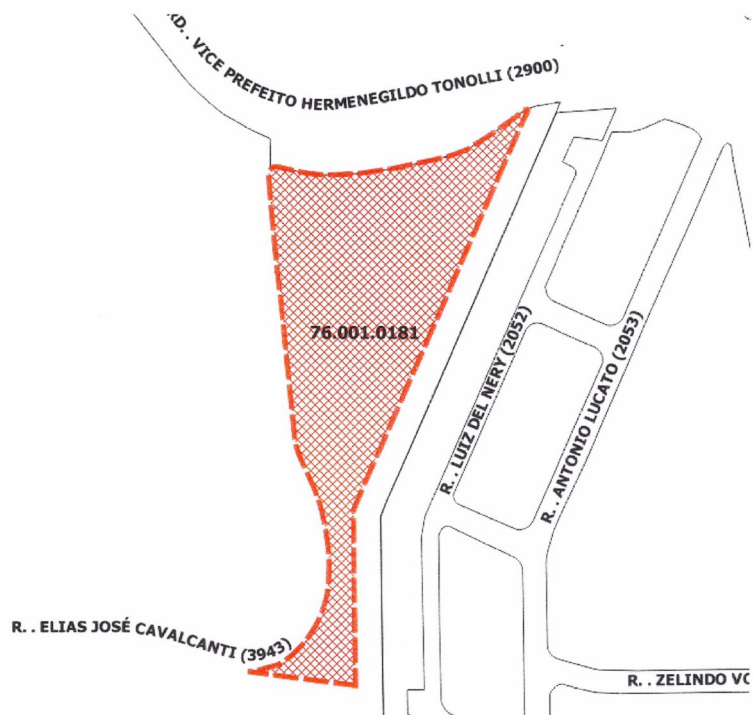 RD. . VICE PREFEITO HERMENEGILDO TONOLLI (2900)
76.001.0181
R. . LUIZ DEL NERY (2052)
R. . ANTONIO LUCATO (2053)
R. . ELIAS JOSÉ CAVALCANTI (3943)
R. . ZELINDO